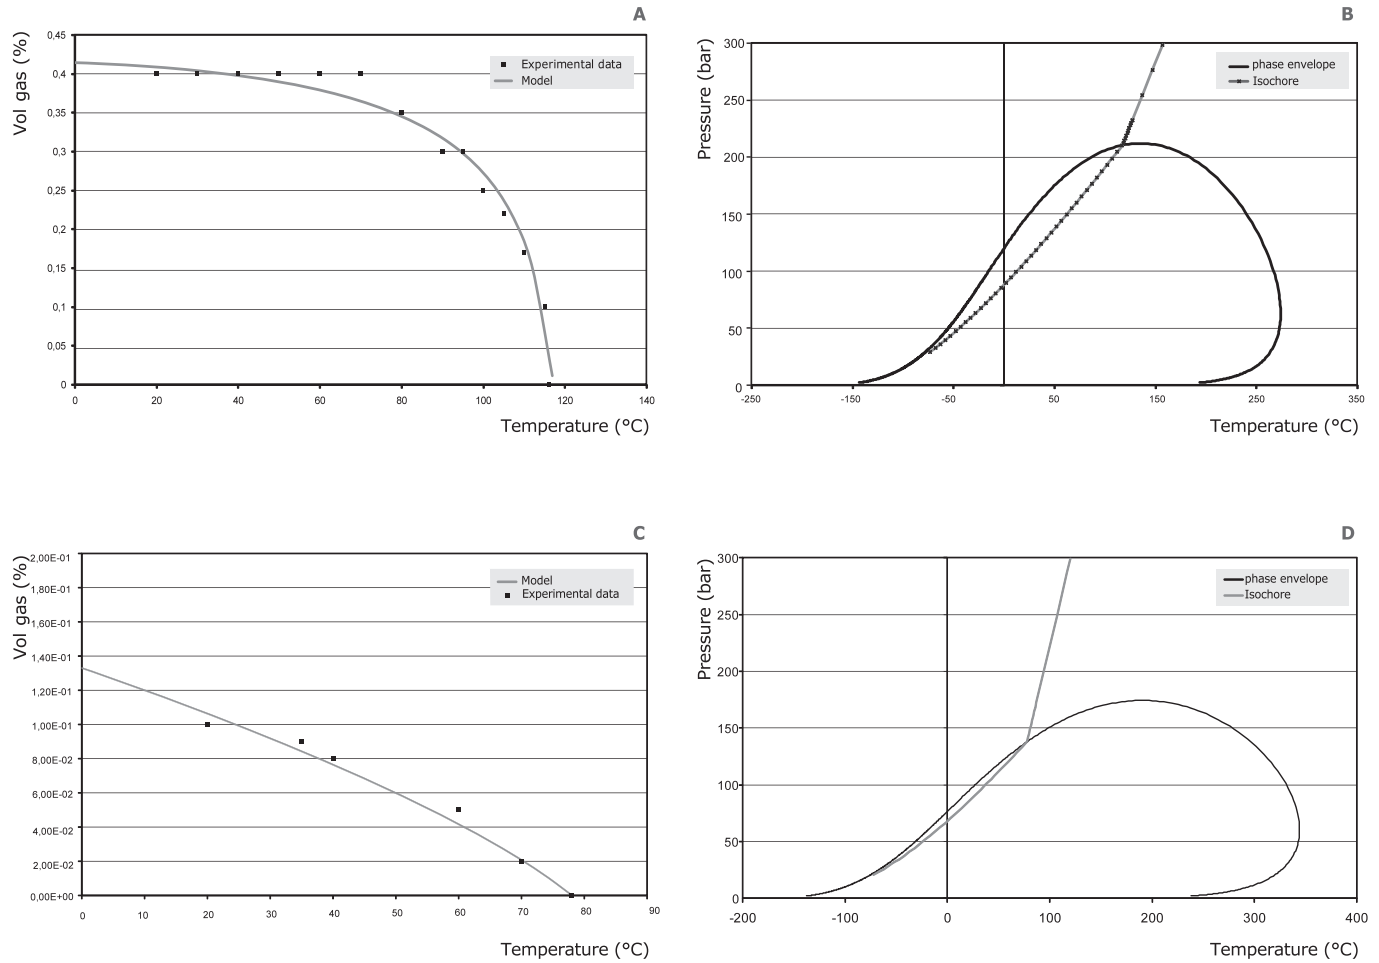 A
Vol gas (%)
0,45
0,4
0,35
0,3
0,25
0,2
0,15
0,1
0,05
0
Experimental data
Model
0 20 40 60 80 100 120 140
Temperature (°C)
B
Pressure (bar)
300
250
200
150
100
50
0
phase envelope
Isochore
-250 -150 -50 50 150 250 350
Temperature (°C)
C
Vol gas (%)
2,00E-01
1,80E-01
1,60E-01
1,40E-01
1,20E-01
1,00E-01
8,00E-02
6,00E-02
4,00E-02
2,00E-02
0,00E+00
Model
Experimental data
0 10 20 30 40 50 60 70 80 90
Temperature (°C)
D
Pressure (bar)
300
250
200
150
100
50
0
phase envelope
Isochore
-200 -100 0 100 200 300 400
Temperature (°C)